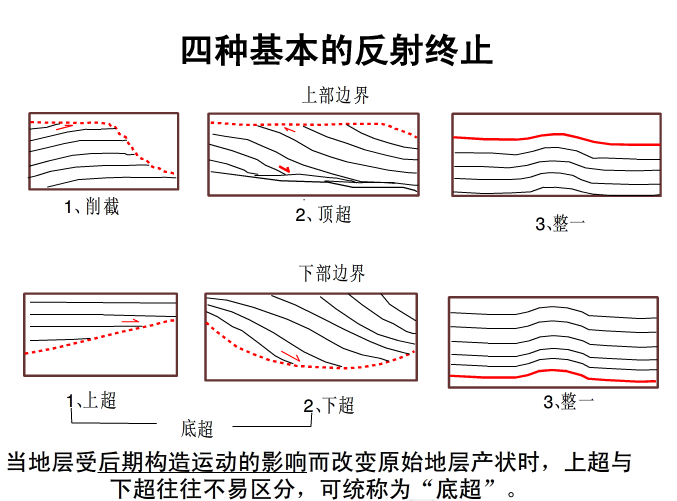 四种基本的反射终止
上部边界
1、削截
2、顶超
3、整一
下部边界
1、上超
2、下超
3、整一
底超
当地层受后期构造运动的影响而改变原始地层产状时，上超与
下超往往不易区分，可统称为“底超”。